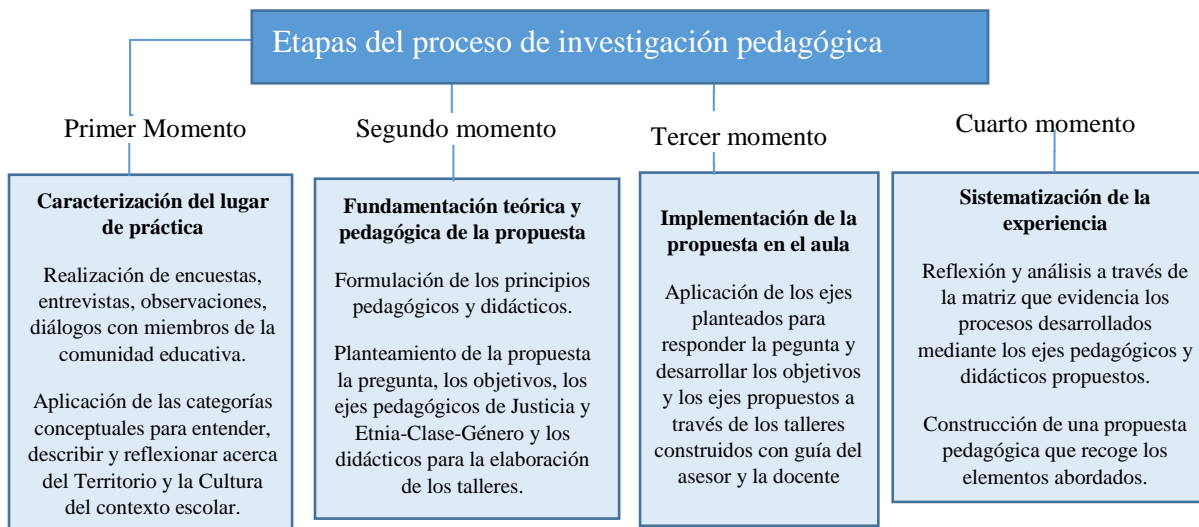 Etapas del proceso de investigación pedagógica
Primer Momento
Caracterización del lugar
de práctica
Realización de encuestas,
entrevistas, observaciones,
diálogos con miembros de la
comunidad educativa.
Aplicación de las categorías
conceptuales para entender,
describir y reflexionar acerca
del Territorio y la Cultura
del contexto escolar.
Segundo momento
Fundamentación teórica y
pedagógica de la propuesta
Formulación de los principios
pedagógicos y didácticos.
Planteamiento de la propuesta
la pregunta, los objetivos, los
ejes pedagógicos de Justicia y
Etnia-Clase-Género y los
didácticos para la elaboración
de los talleres.
Tercer momento
Implementación de la
propuesta en el aula
Aplicación de los ejes
planteados para
responder la pegunta y
desarrollar los objetivos
y los ejes propuestos a
través de los talleres
construidos con guía del
asesor y la docente
Cuarto momento
Sistematización de la
experiencia
Reflexión y análisis a través de
la matriz que evidencia los
procesos desarrollados
mediante los ejes pedagógicos y
didácticos propuestos.
Construcción de una propuesta
pedagógica que recoge los
elementos abordados.